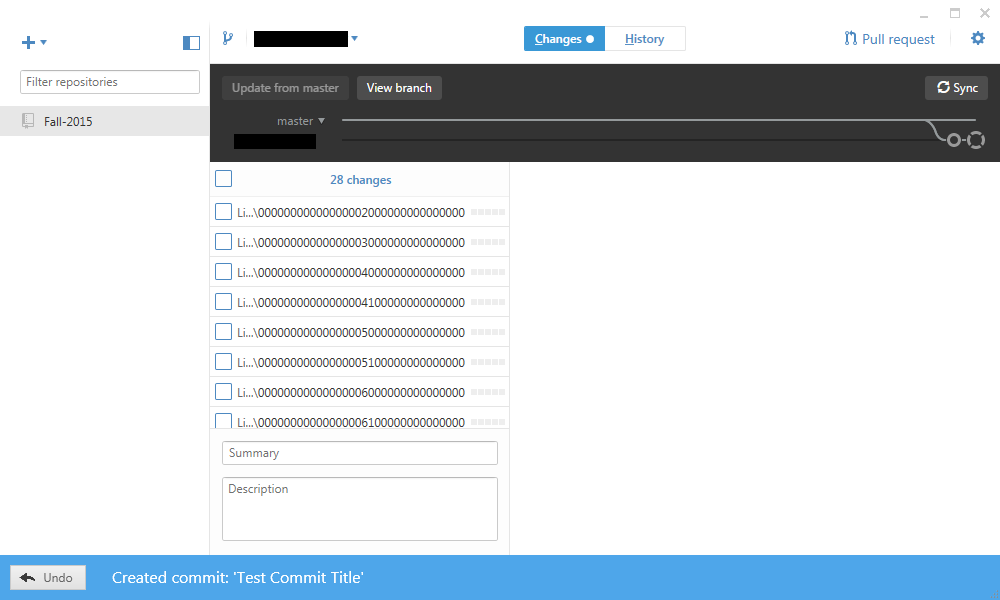 Filter repositories
Fall-2015
Changes
History
Pull request
Update from master
View branch
Sync
master
28 changes
Li...\00000000000000002000000000000000
Li...\00000000000000003000000000000000
Li...\00000000000000004000000000000000
Li...\00000000000000004100000000000000
Li...\00000000000000005000000000000000
Li...\00000000000000005100000000000000
Li...\00000000000000006000000000000000
Li...\00000000000000006100000000000000
Summary
Description
Undo
Created commit: 'Test Commit Title'